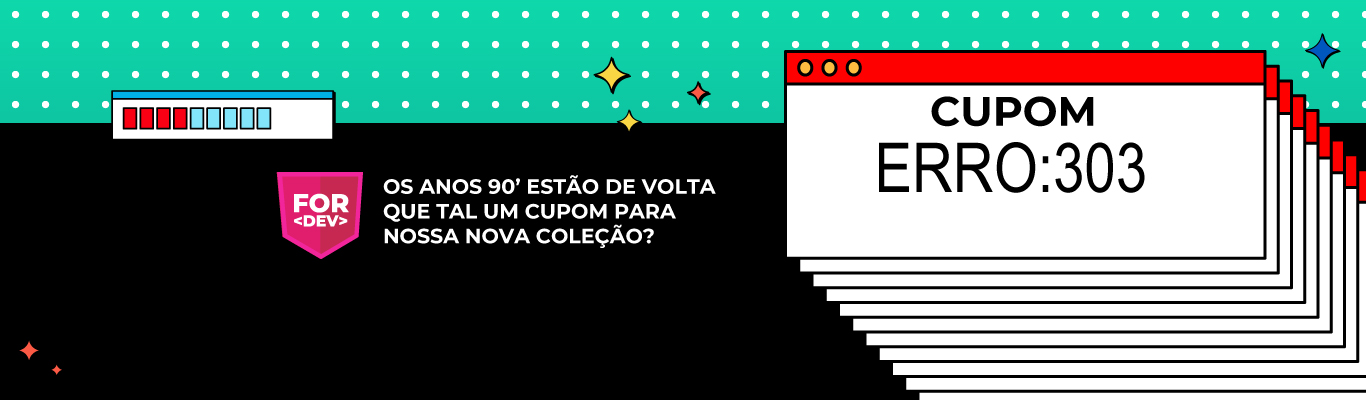 FOR
<DEV>
OS ANOS 90' ESTÃO DE VOLTA
QUE TAL UM CUPOM PARA
NOSSA NOVA COLEÇÃO?
CUPOM
ERRO:303